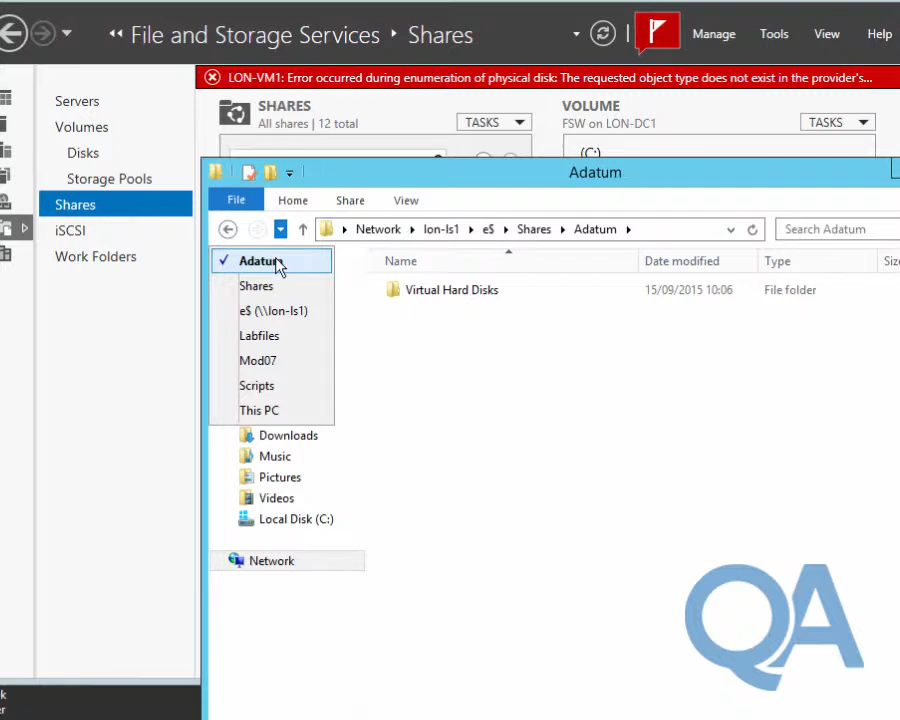 File and Storage Services Shares
Manage Tools View Help
LON-VM1: Error occurred during enumeration of physical disk: The requested object type does not exist in the provider's...
Servers
Volumes
Disks
Storage Pools
Shares
iSCSI
Work Folders
SHARES
All shares | 12 total
TASKS
VOLUME
FSW on LON-DC1
TASKS
(C:)
Adatum
File Home Share View
Network lon-ls1 e$ Shares Adatum
Search Adatum
Adatum
Shares
e$ (\\lon-ls1)
Labfiles
Mod07
Scripts
This PC
Downloads
Music
Pictures
Videos
Local Disk (C:)
Network
Name Date modified Type
Virtual Hard Disks 15/09/2015 10:06 File folder
QA